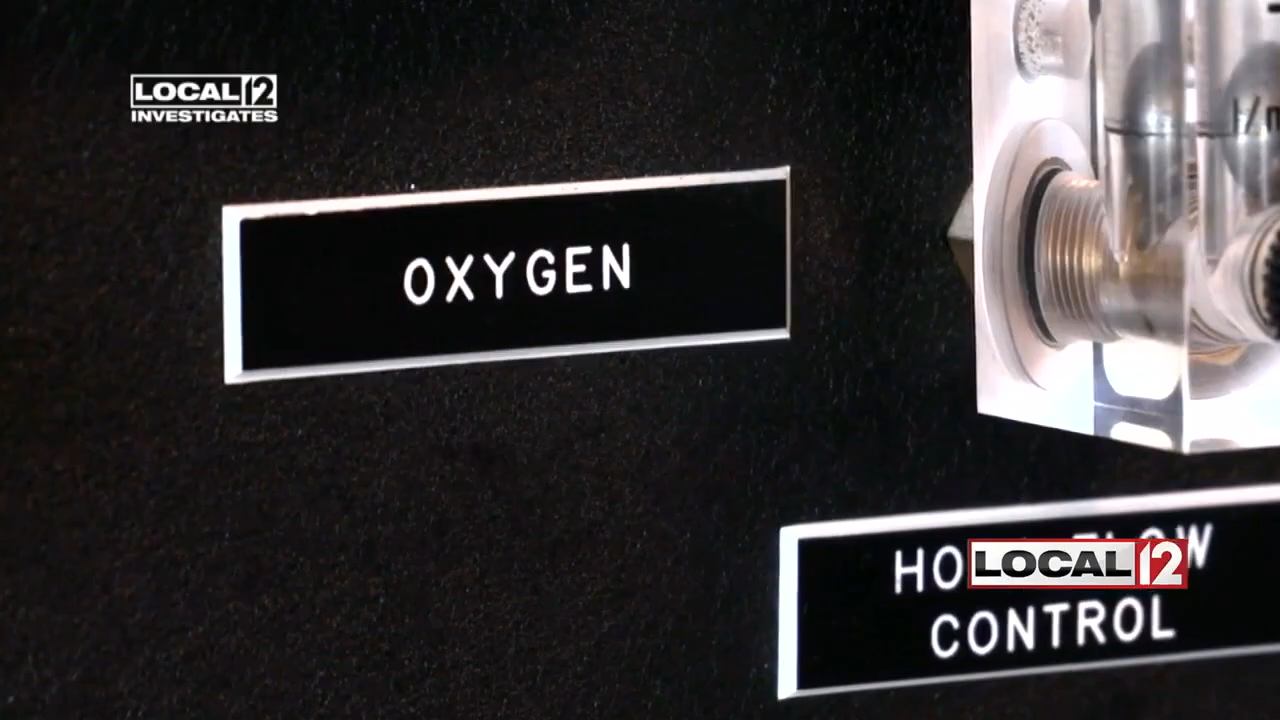 LOCAL 12
INVESTIGATES
OXYGEN
LOCAL 12
CONTROL